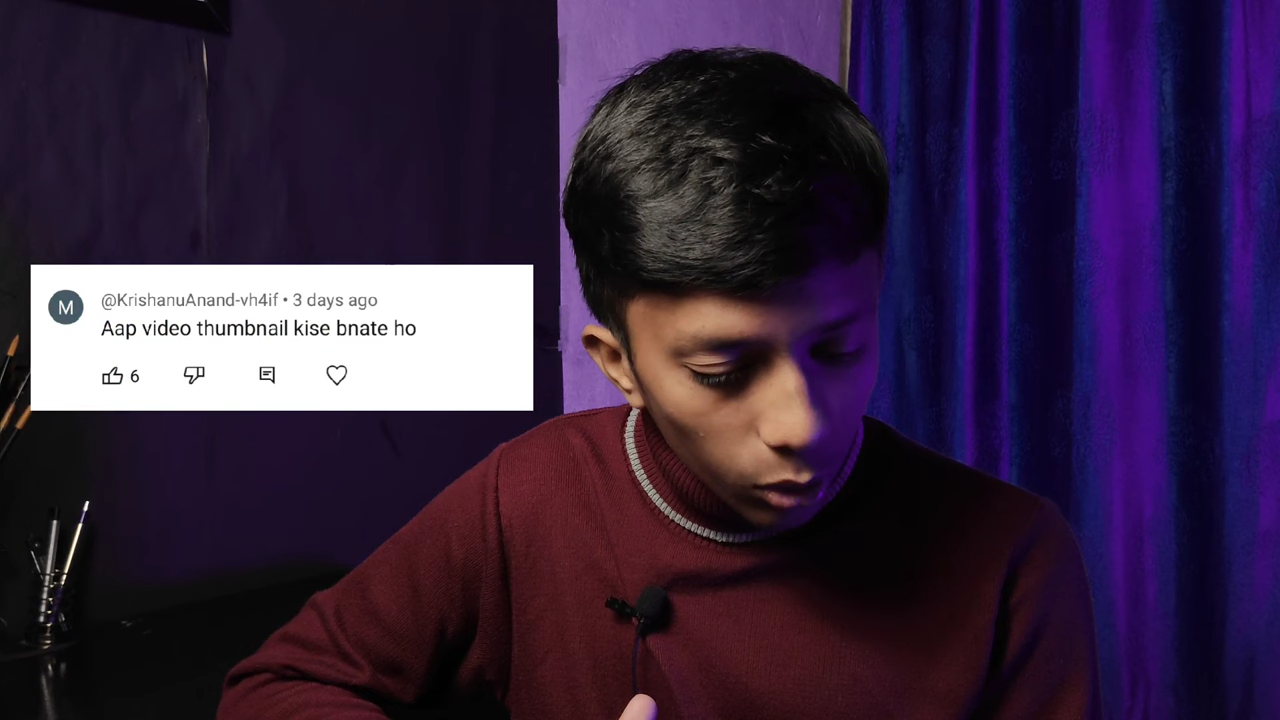 M
@KrishanuAnand-vh4if • 3 days ago
Aap video thumbnail kise bnate ho
6